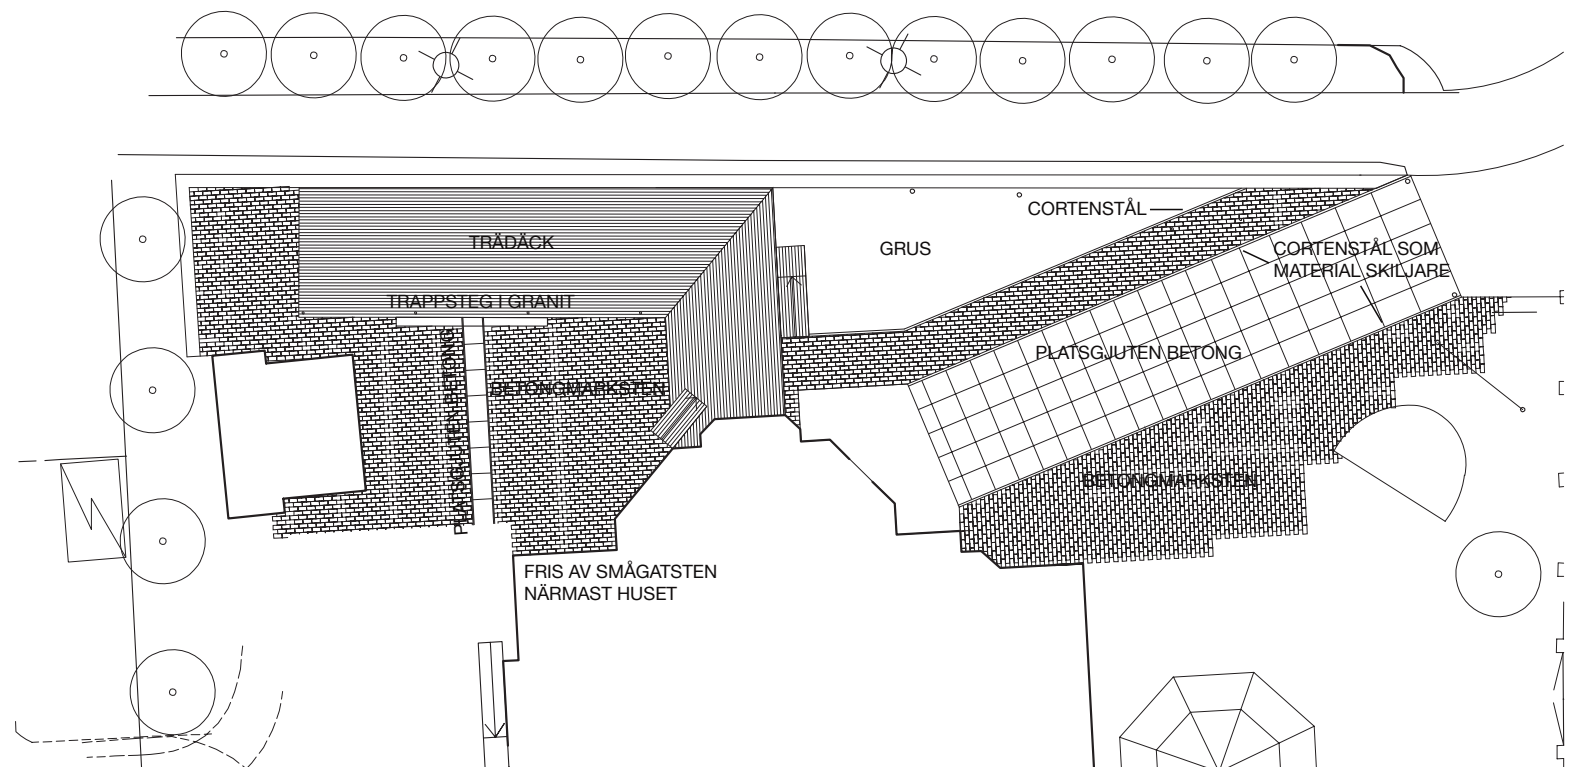 CORTENSTÅL
TRÄDÄCK
GRUS
CORTENSTÅL SOM
MATERIAL SKILJARE
TRAPPSTEG I GRANIT
PLATSGJUTEN BETONG
PLATSGJUTEN BETONG
BETONGMARKSTEN
BETONGMARKSTEN
FRIS AV SMÅGATSTEN
NÄRMAST HUSET